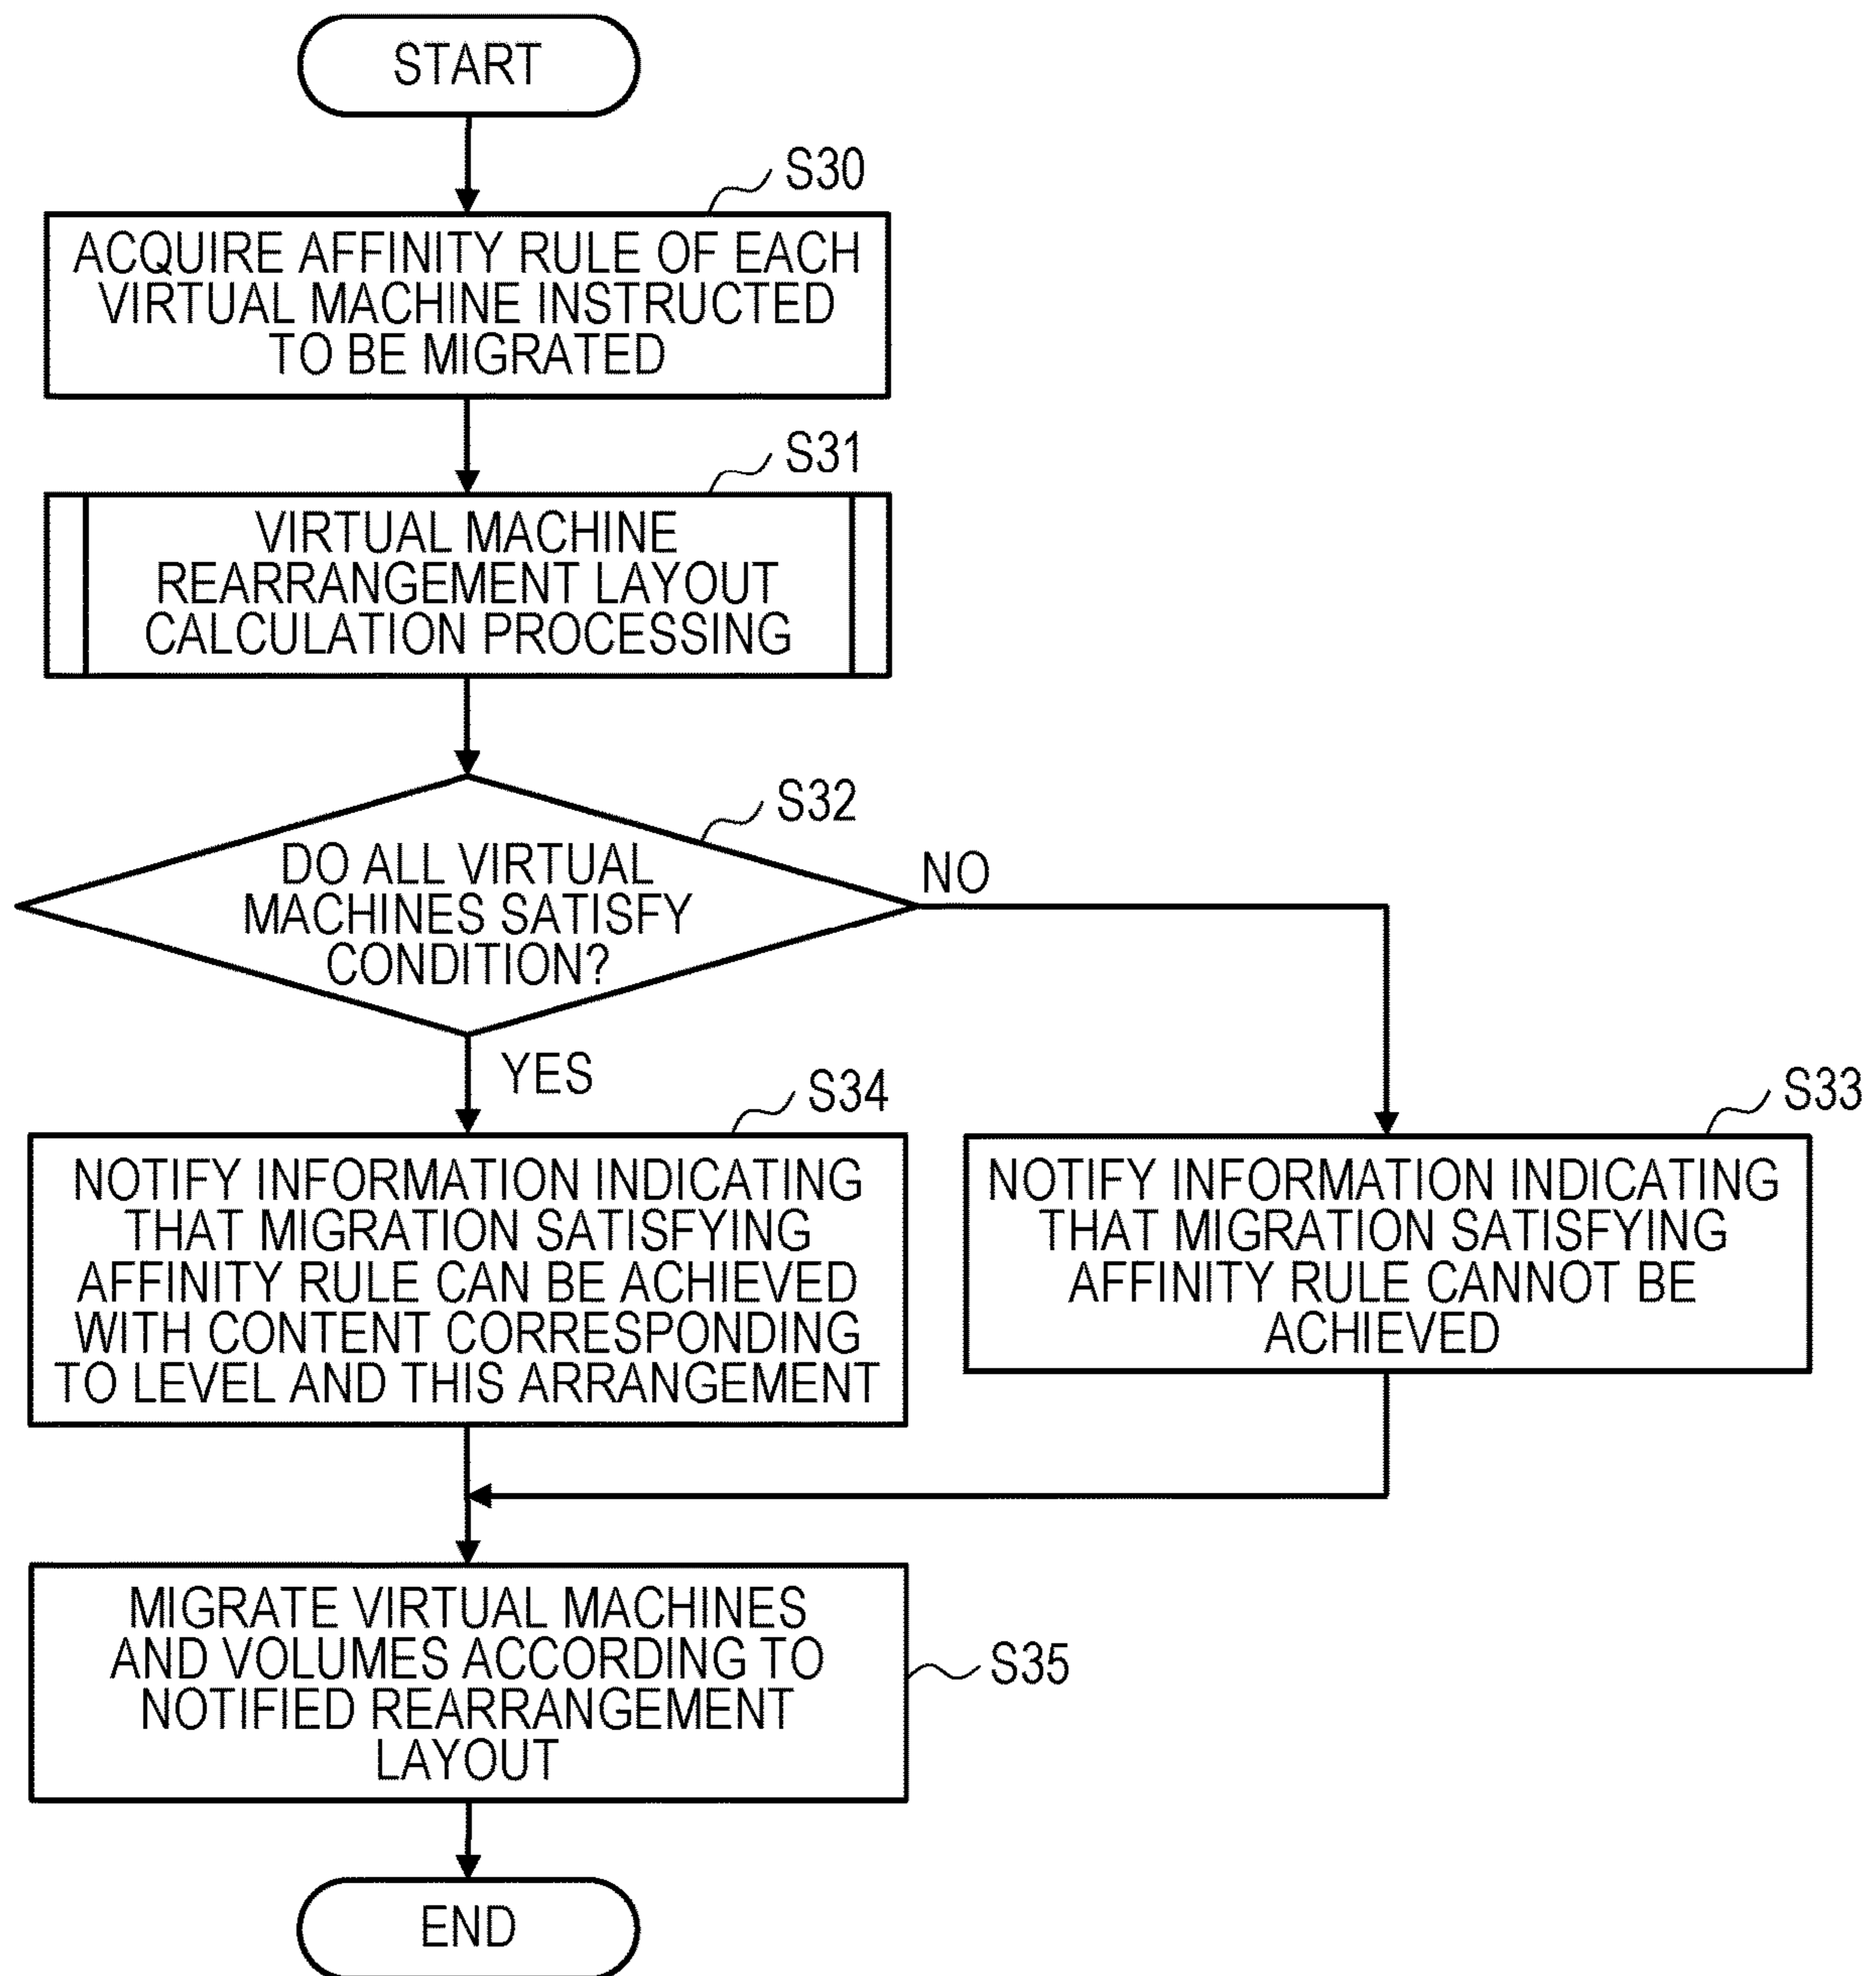 START
S30
ACQUIRE AFFINITY RULE OF EACH
VIRTUAL MACHINE INSTRUCTED
TO BE MIGRATED
S31
VIRTUAL MACHINE
REARRANGEMENT LAYOUT
CALCULATION PROCESSING
S32
DO ALL VIRTUAL
MACHINES SATISFY
CONDITION?
NO
YES
S34
NOTIFY INFORMATION INDICATING
THAT MIGRATION SATISFYING
AFFINITY RULE CAN BE ACHIEVED
WITH CONTENT CORRESPONDING
TO LEVEL AND THIS ARRANGEMENT
S33
NOTIFY INFORMATION INDICATING
THAT MIGRATION SATISFYING
AFFINITY RULE CANNOT BE
ACHIEVED
MIGRATE VIRTUAL MACHINES
AND VOLUMES ACCORDING TO
NOTIFIED REARRANGEMENT
LAYOUT
S35
END